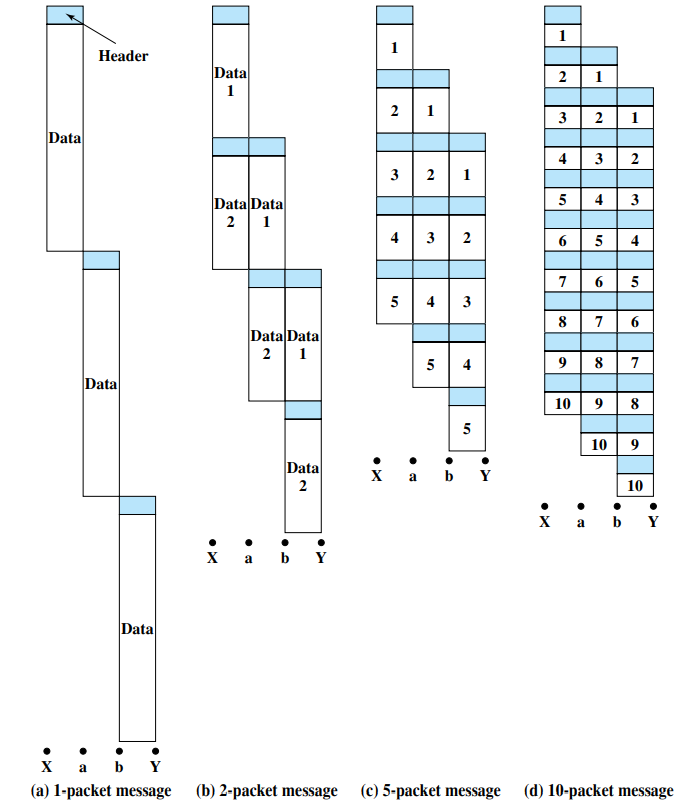 Header
Data
Data
Data
X a b Y
(a) 1-packet message
Data
1
Data Data
2 1
Data Data
2 1
Data
2
X a b Y
(b) 2-packet message
1
2 1
3 2 1
4 3 2
5 4 3
5 4
5
X a b Y
(c) 5-packet message
1
2 1
3 2 1
4 3 2
5 4 3
6 5 4
7 6 5
8 7 6
9 8 7
10 9 8
10 9
10
X a b Y
(d) 10-packet message